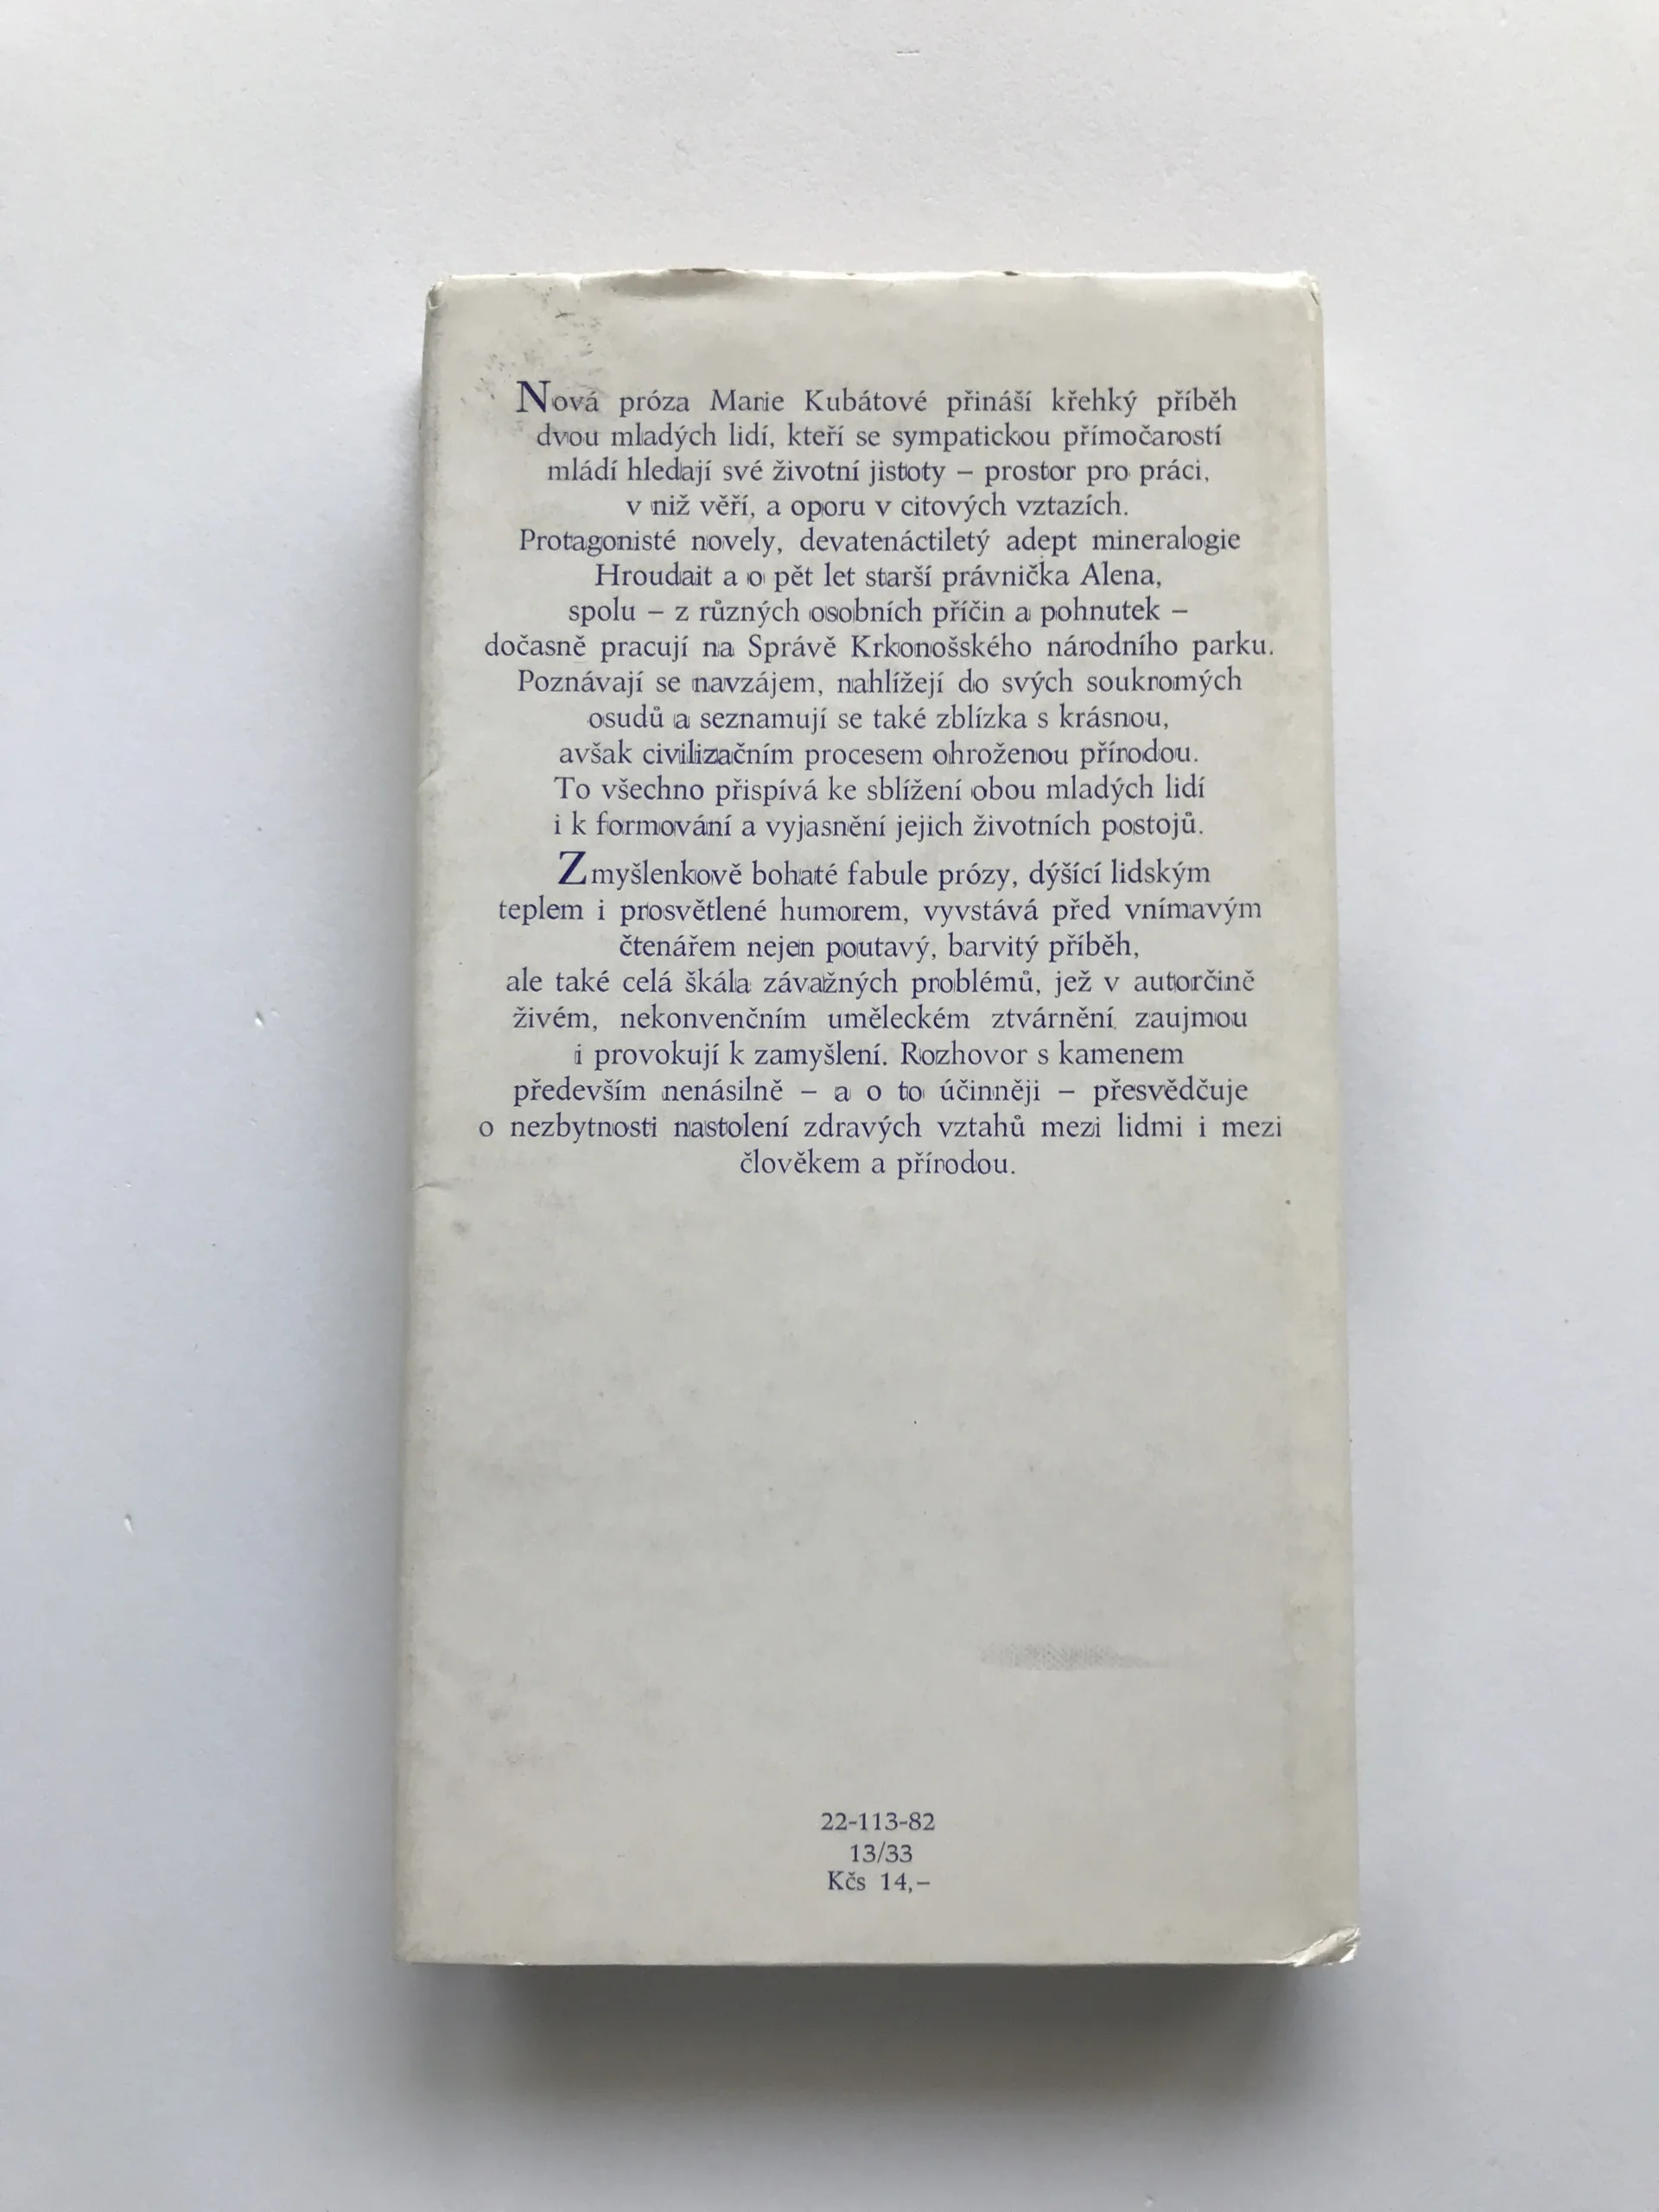 Nová próza Marie Kubátové přináší křehký příběh
dvou mladých lidí, kteří se sympatickou přímočarostí
mládí hledají své životní jistoty – prostor pro práci,
v niž věří, a oporu v citových vztazích.
Protagonisté novely, devatenáctiletý adept mineralogie
Hroudait a o pět let starší právnička Alena,
spolu – z různých osobních příčin a pohnutek –
dočasně pracují na Správě Krkonošského národního parku.
Poznávají se navzájem, nahlížejí do svých soukromých
osudů a seznamují se také zblízka s krásnou,
avšak civilizačním procesem ohroženou přírodou.
To všechno přispívá ke sblížení obou mladých lidí
i k formování a vyjasnění jejich životních postojů.
Z myšlenkově bohaté fabule prózy, dýšící lidským
teplem i prosvětlené humorem, vyvstává před vnímavým
čtenářem nejen poutavý, barvitý příběh,
ale také celá škála závažných problémů, jež v autorčině
živém, nekonvenčním uměleckém ztvárnění zaujmou
i provokují k zamyšlení. Rozhovor s kamenem
především nenásilně – a o to účinněji – přesvědčuje
o nezbytnosti nastolení zdravých vztahů mezi lidmi i mezi
člověkem a přírodou.
22-113-82
13/33
Kčs 14,–